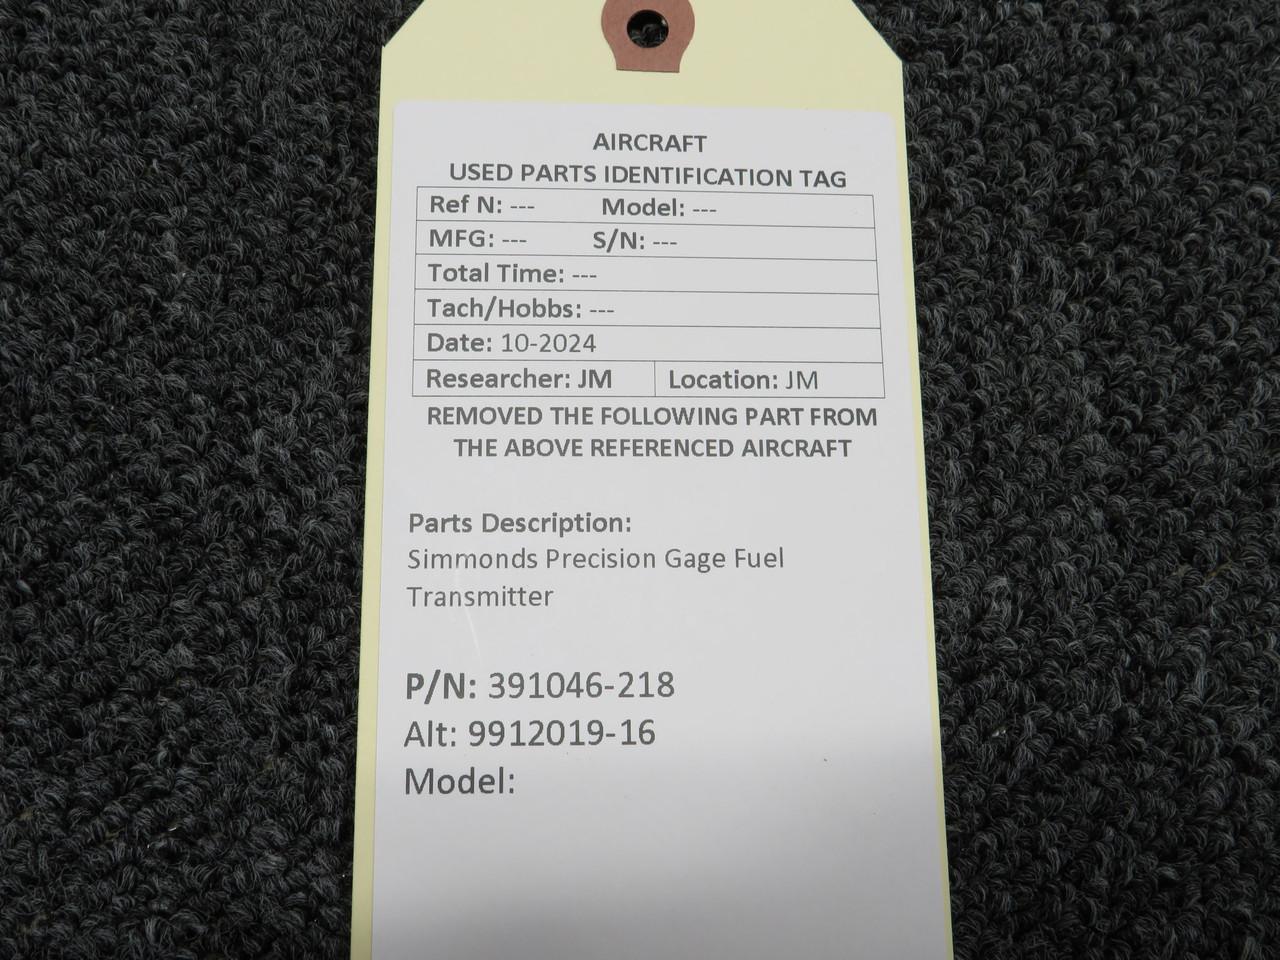 AIRCRAFT
USED PARTS IDENTIFICATION TAG
Ref N: --- Model: ---
MFG: --- S/N: ---
Total Time: ---
Tach/Hobbs: ---
Date: 10-2024
Researcher: JM Location: JM
REMOVED THE FOLLOWING PART FROM
THE ABOVE REFERENCED AIRCRAFT
Parts Description:
Simmonds Precision Gage Fuel
Transmitter
P/N: 391046-218
Alt: 9912019-16
Model: